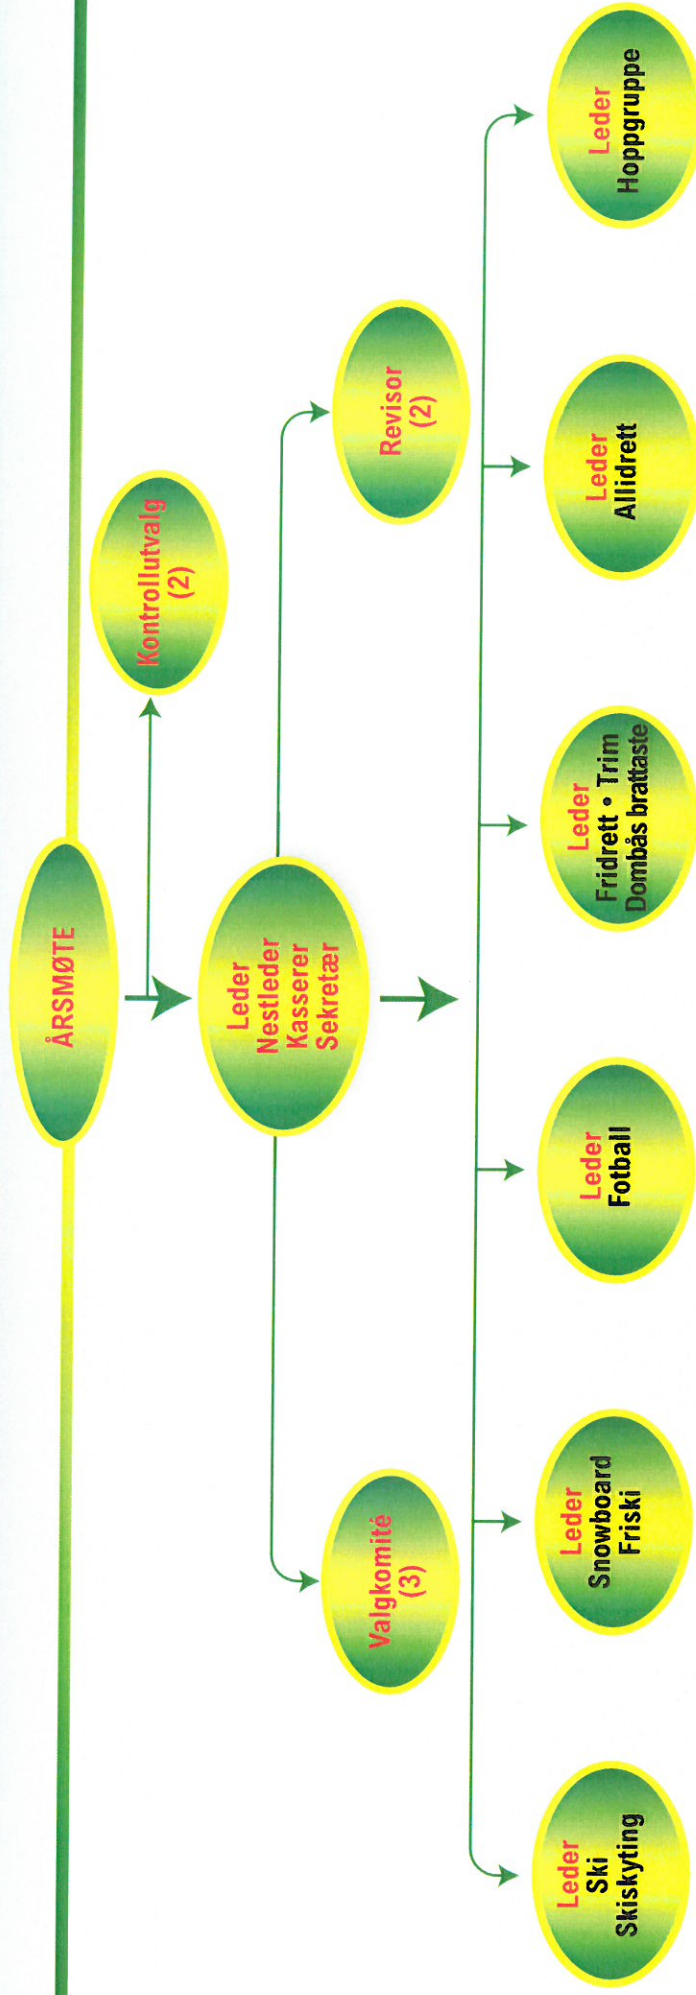 ÅRSMØTE
Kontrollutvalg
(2)
Leder
Nestleder
Kasserer
Sekretær
Valgkomité
(3)
Revisor
(2)
Leder
Ski
Skiskyting
Leder
Snowboard
Friski
Leder
Fotball
Leder
Fridrett • Trim
Dombås brattaste
Leder
Allidrett
Leder
Hoppgruppe